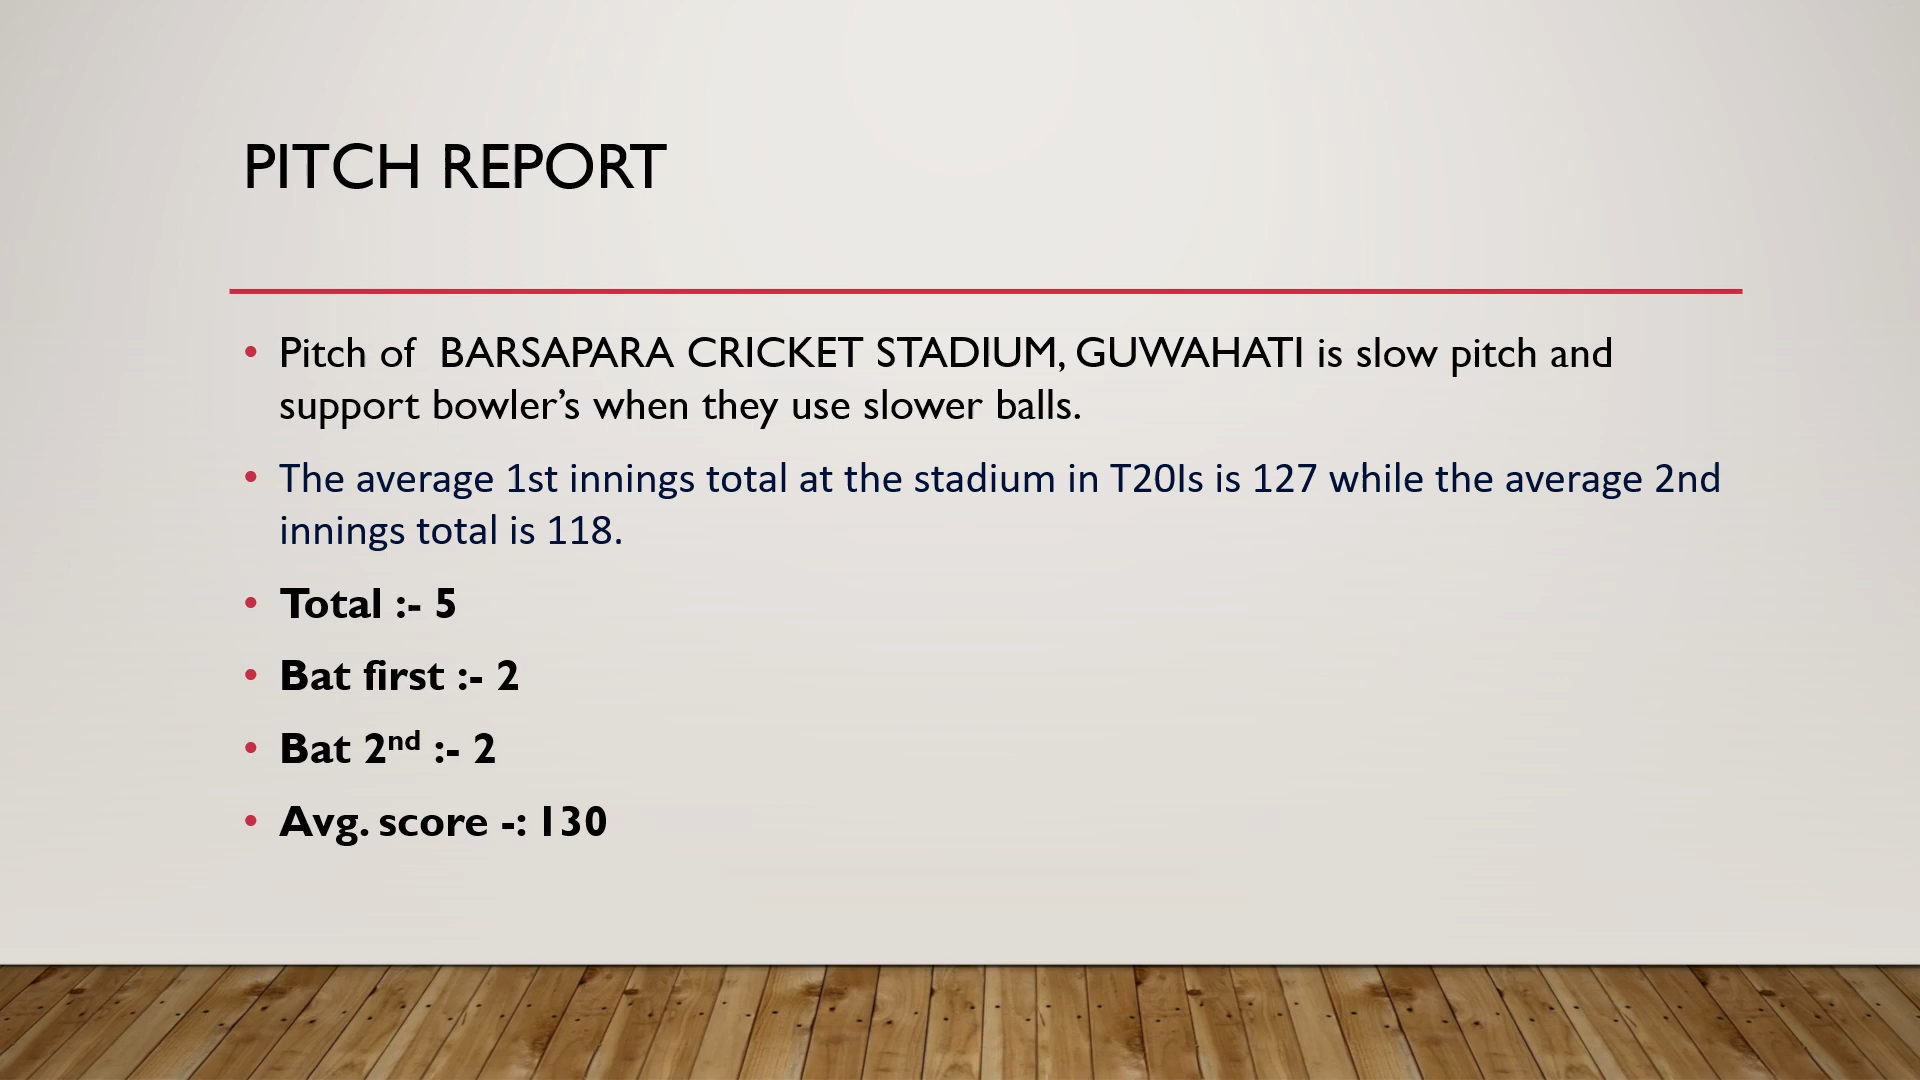 PITCH REPORT
• Pitch of  BARSAPARA CRICKET STADIUM, GUWAHATI is slow pitch and
support bowler’s when they use slower balls.
• The average 1st innings total at the stadium in T20Is is 127 while the average 2nd
innings total is 118.
• Total :- 5
• Bat first :- 2
• Bat 2nd :- 2
• Avg. score -: 130